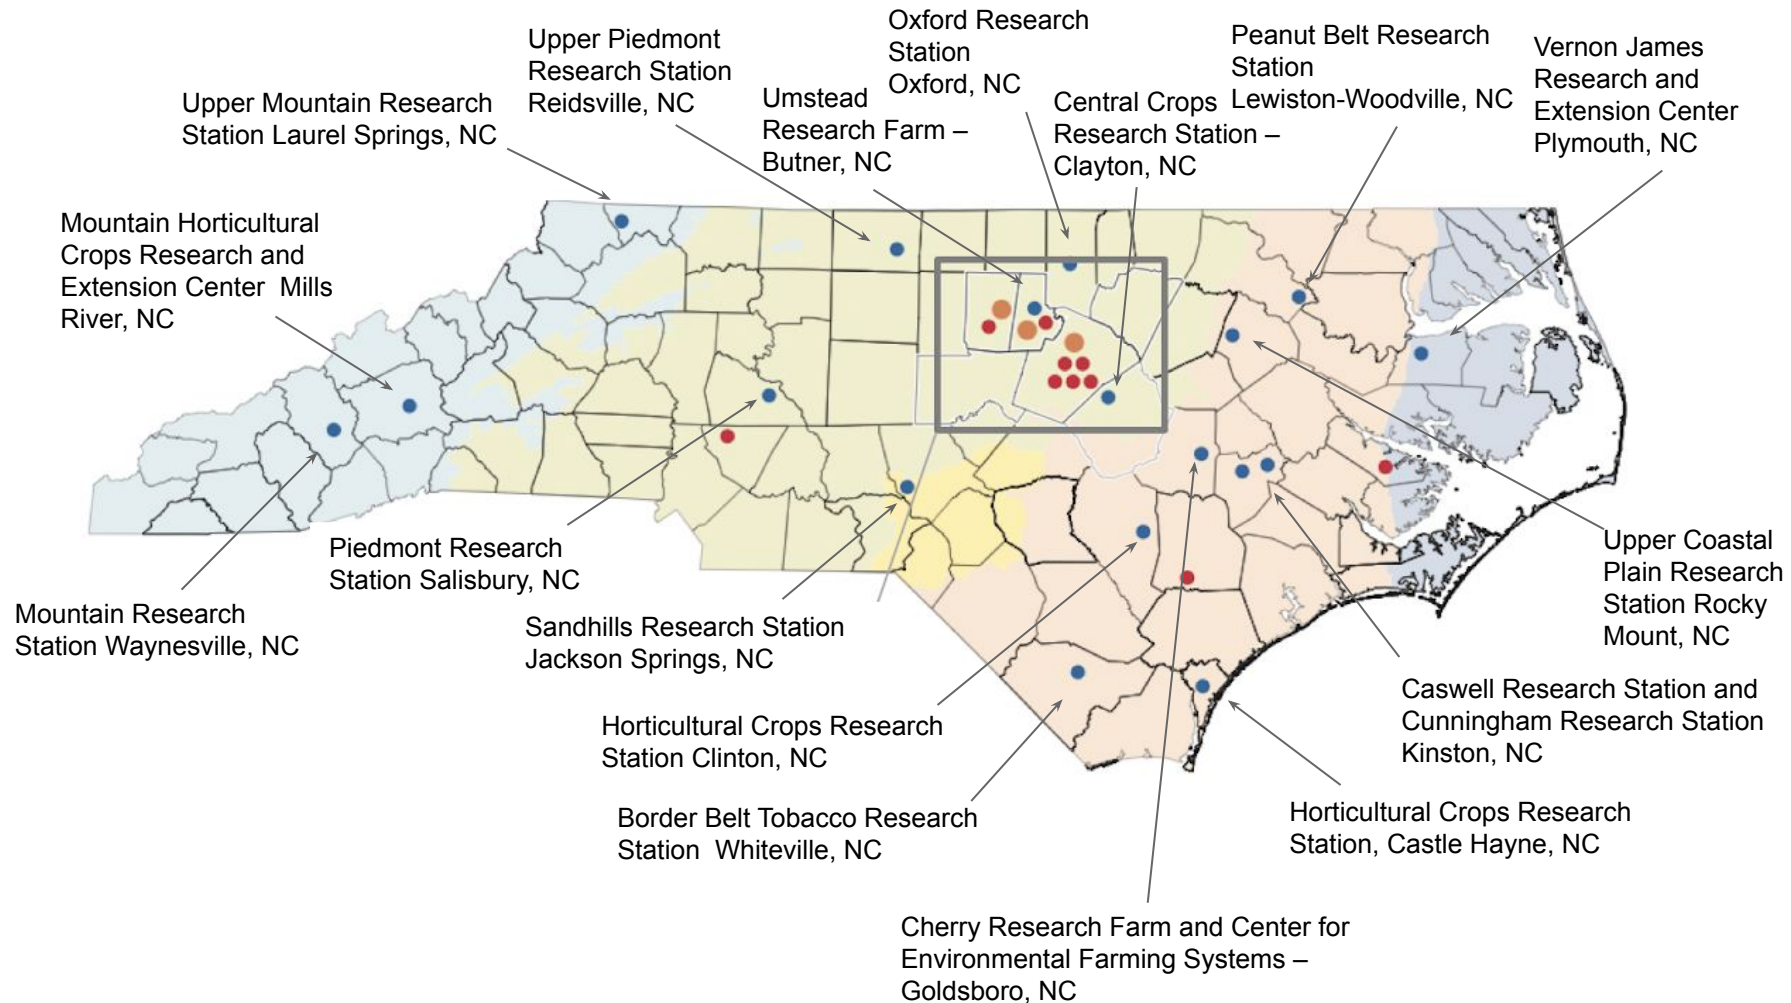 Oxford Research
Station
Oxford, NC
Upper Piedmont
Research Station
Reidsville, NC
Peanut Belt Research
Station
Lewiston-Woodville, NC
Vernon James
Research and
Extension Center
Plymouth, NC
Upper Mountain Research
Station Laurel Springs, NC
Umstead
Research Farm –
Butner, NC
Central Crops
Research Station –
Clayton, NC
Mountain Horticultural
Crops Research and
Extension Center  Mills
River, NC
Piedmont Research
Station Salisbury, NC
Upper Coastal
Plain Research
Station Rocky
Mount, NC
Mountain Research
Station Waynesville, NC
Sandhills Research Station
Jackson Springs, NC
Caswell Research Station and
Cunningham Research Station
Kinston, NC
Horticultural Crops Research
Station Clinton, NC
Border Belt Tobacco Research
Station  Whiteville, NC
Horticultural Crops Research
Station, Castle Hayne, NC
Cherry Research Farm and Center for
Environmental Farming Systems –
Goldsboro, NC